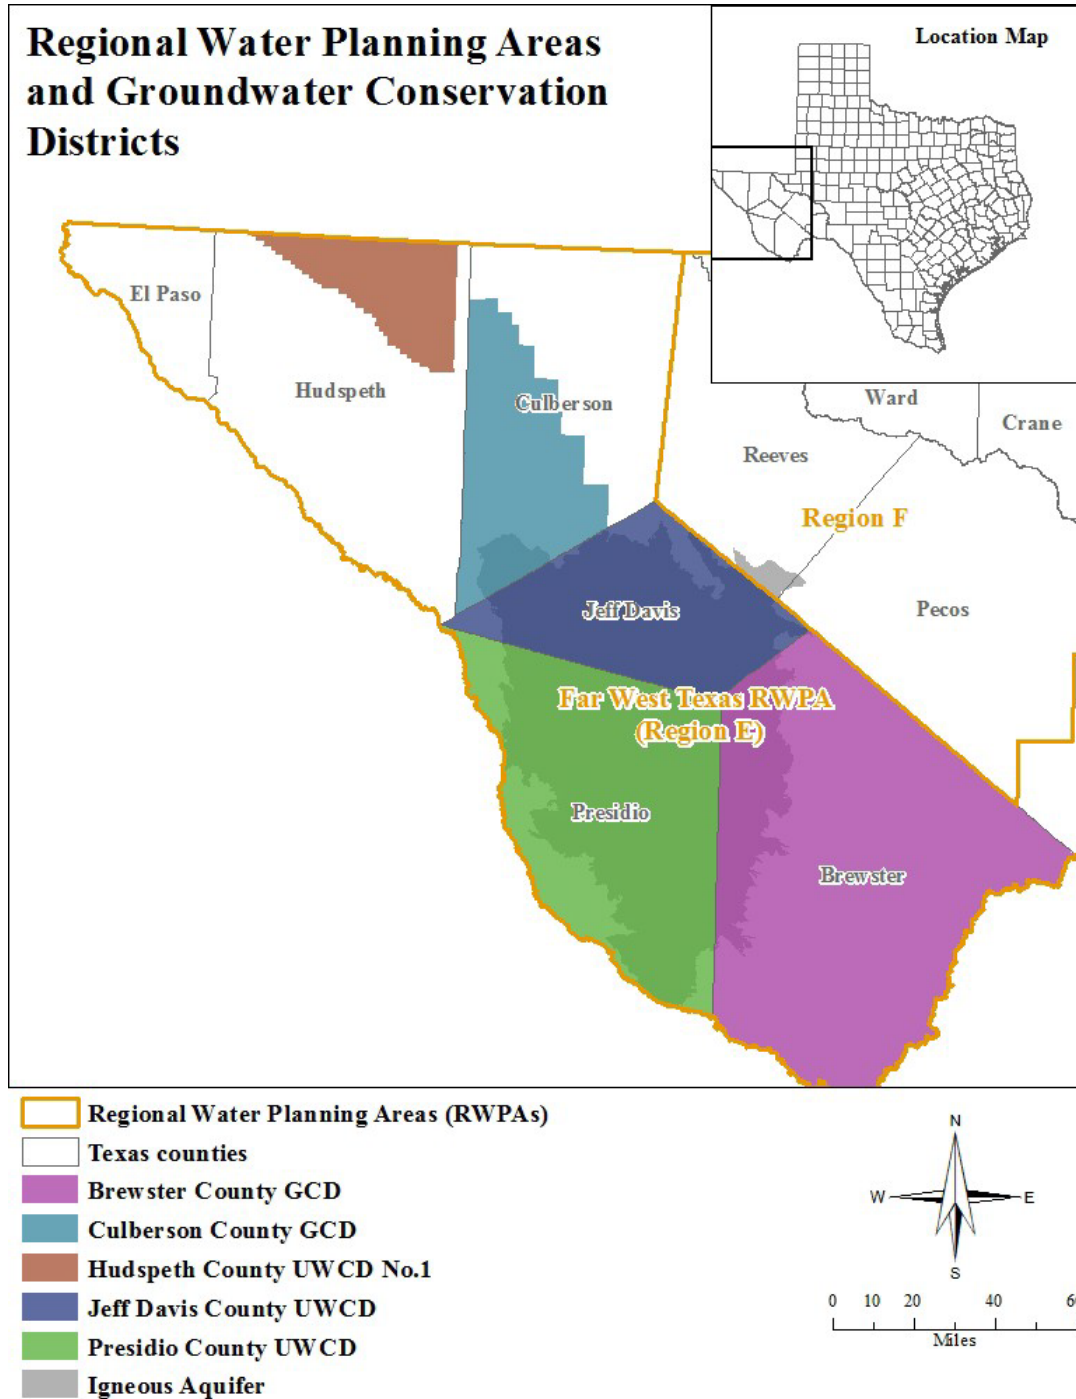 Regional Water Planning Areas
and Groundwater Conservation
Districts
Location Map
El Paso
Hudspeth
Culberson
Ward
Crane
Reeves
Region F
Jeff Davis
Pecos
Far West Texas RWPA
(Region E)
Presidio
Brewster
Regional Water Planning Areas (RWPAs)
Texas counties
Brewster County GCD
Culberson County GCD
Hudspeth County UWCD No.1
Jeff Davis County UWCD
Presidio County UWCD
Igneous Aquifer
N
W E
S
0 10 20 40 60
Miles